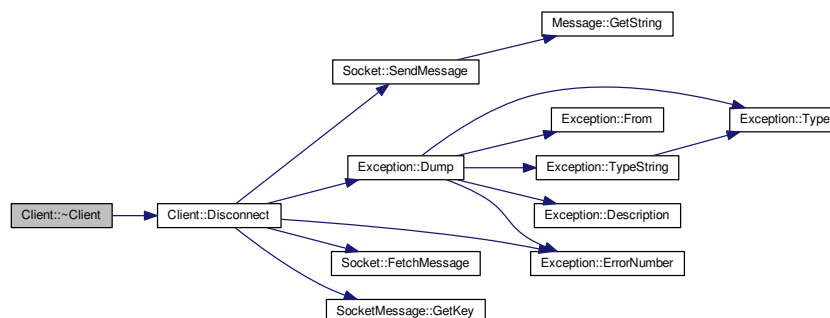 Message::GetString
Socket::SendMessage
Exception::From
Exception::Type
Exception::Dump
Exception::TypeString
Client::~Client
Client::Disconnect
Exception::Description
Socket::FetchMessage
Exception::ErrorNumber
SocketMessage::GetKey